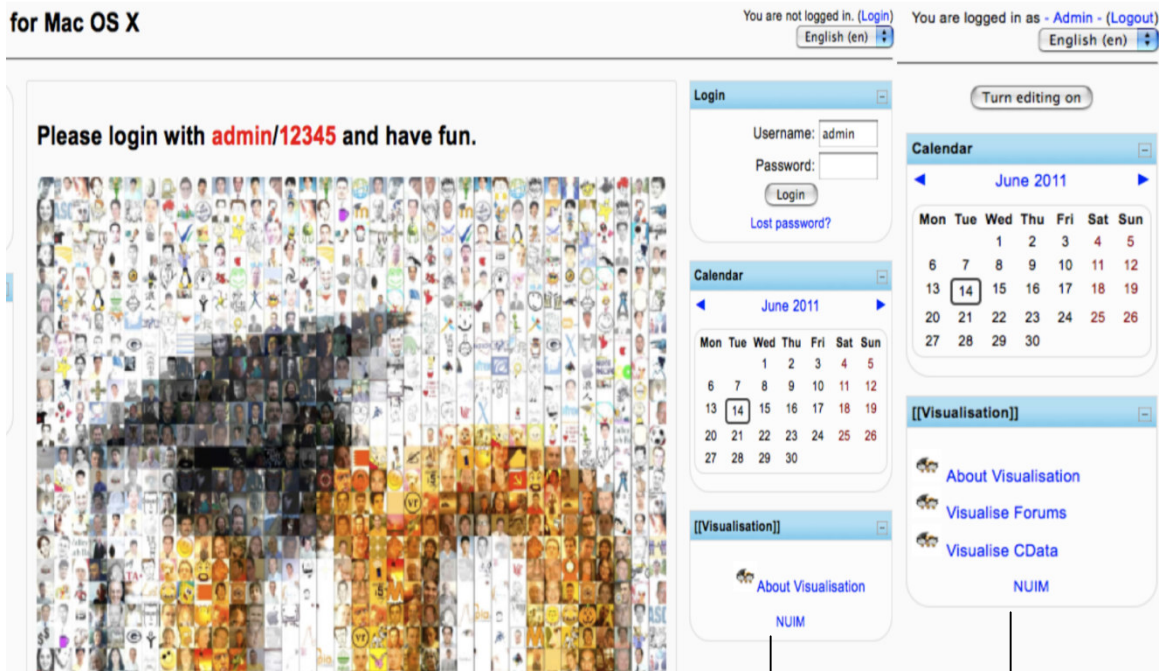 for Mac OS X
Please login with admin/12345 and have fun.
You are not logged in. (Login)
English (en)
Login
Username: admin
Password:
Login
Lost password?
Calendar
June 2011
Mon Tue Wed Thu Fri Sat Sun
1 2 3 4 5
6 7 8 9 10 11 12
13 14 15 16 17 18 19
20 21 22 23 24 25 26
27 28 29 30
[[Visualisation]]
About Visualisation
NUIM
You are logged in as - Admin - (Logout)
English (en)
Turn editing on
Calendar
June 2011
Mon Tue Wed Thu Fri Sat Sun
1 2 3 4 5
6 7 8 9 10 11 12
13 14 15 16 17 18 19
20 21 22 23 24 25 26
27 28 29 30
[[Visualisation]]
About Visualisation
Visualise Forums
Visualise CData
NUIM